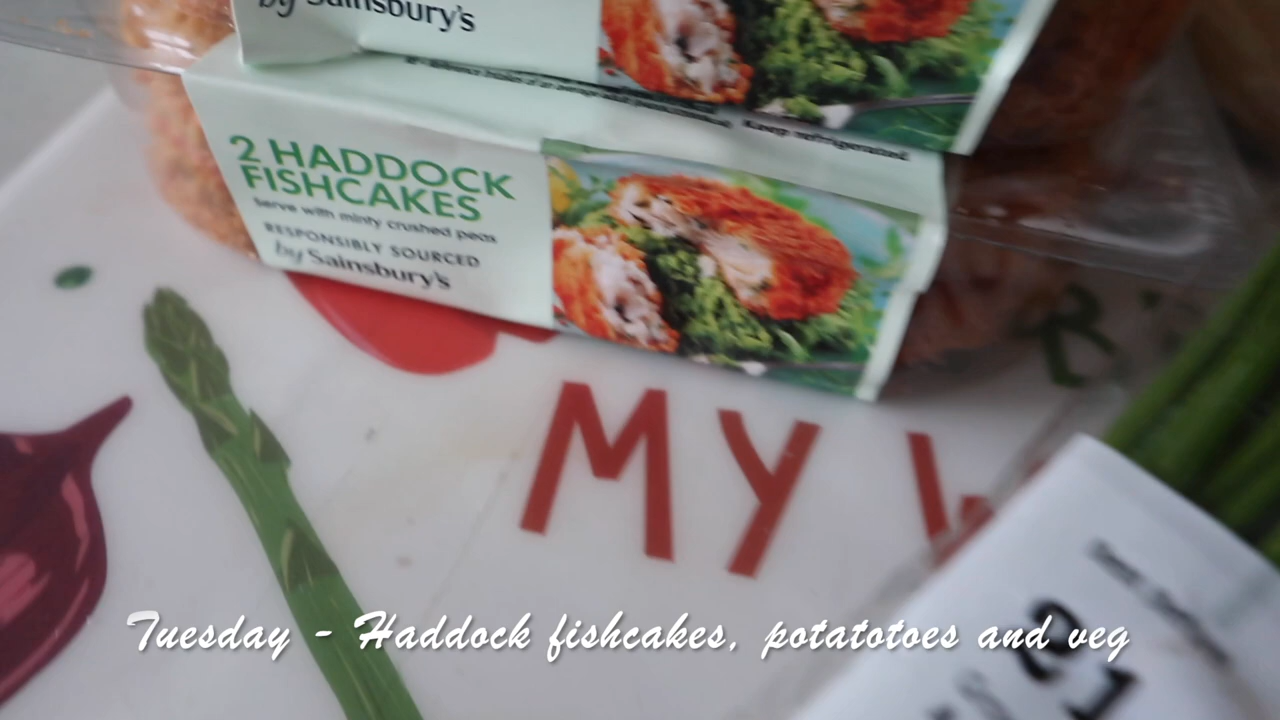 by Sainsbury's
Keep refrigerated
2 HADDOCK
FISHCAKES
Serve with minty crushed peas
RESPONSIBLY SOURCED
by Sainsbury's
MY
Tuesday - Haddock fishcakes, potatotoes and veg